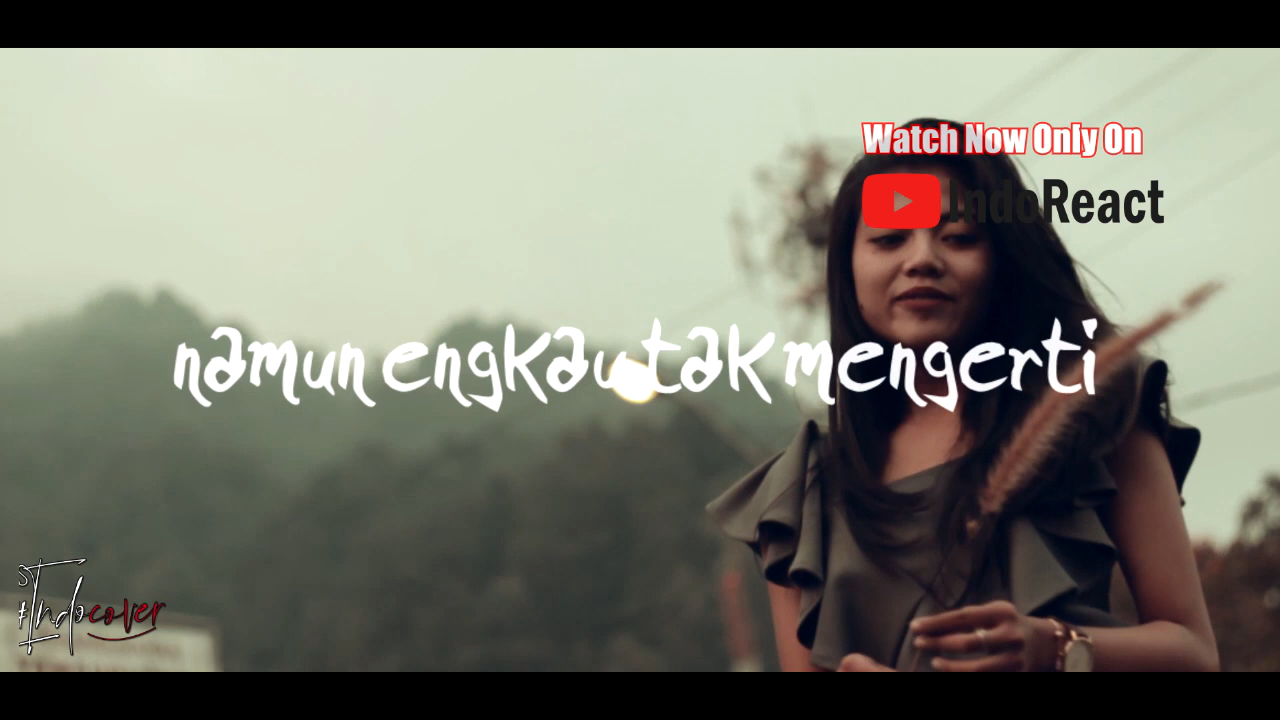 Watch Now Only On
IndoReact
namun engkau tak mengerti
#Indocover